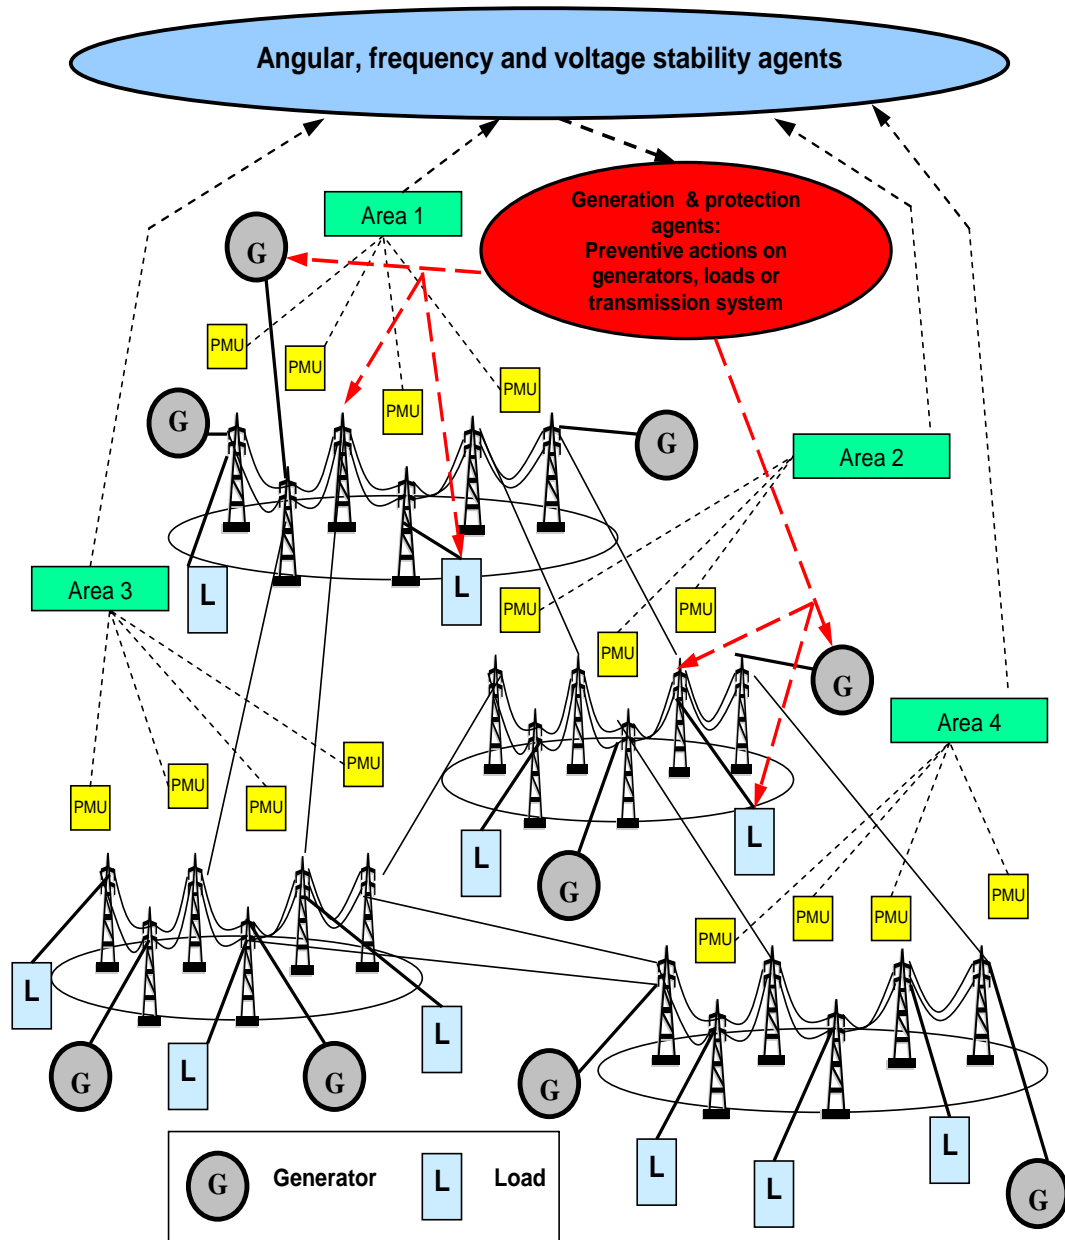 Angular, frequency and voltage stability agents
Generation & protection
agents:
Preventive actions on
generators, loads or
transmission system
Area 1
G
PMU
PMU
PMU
PMU
G
G
Area 2
L
L
Area 3
PMU
PMU
PMU
G
Area 4
PMU
PMU
PMU
PMU
L
L
G
PMU
PMU
PMU
PMU
L
L
L
G
G
G
L
L
L
G
G
Generator
L
Load